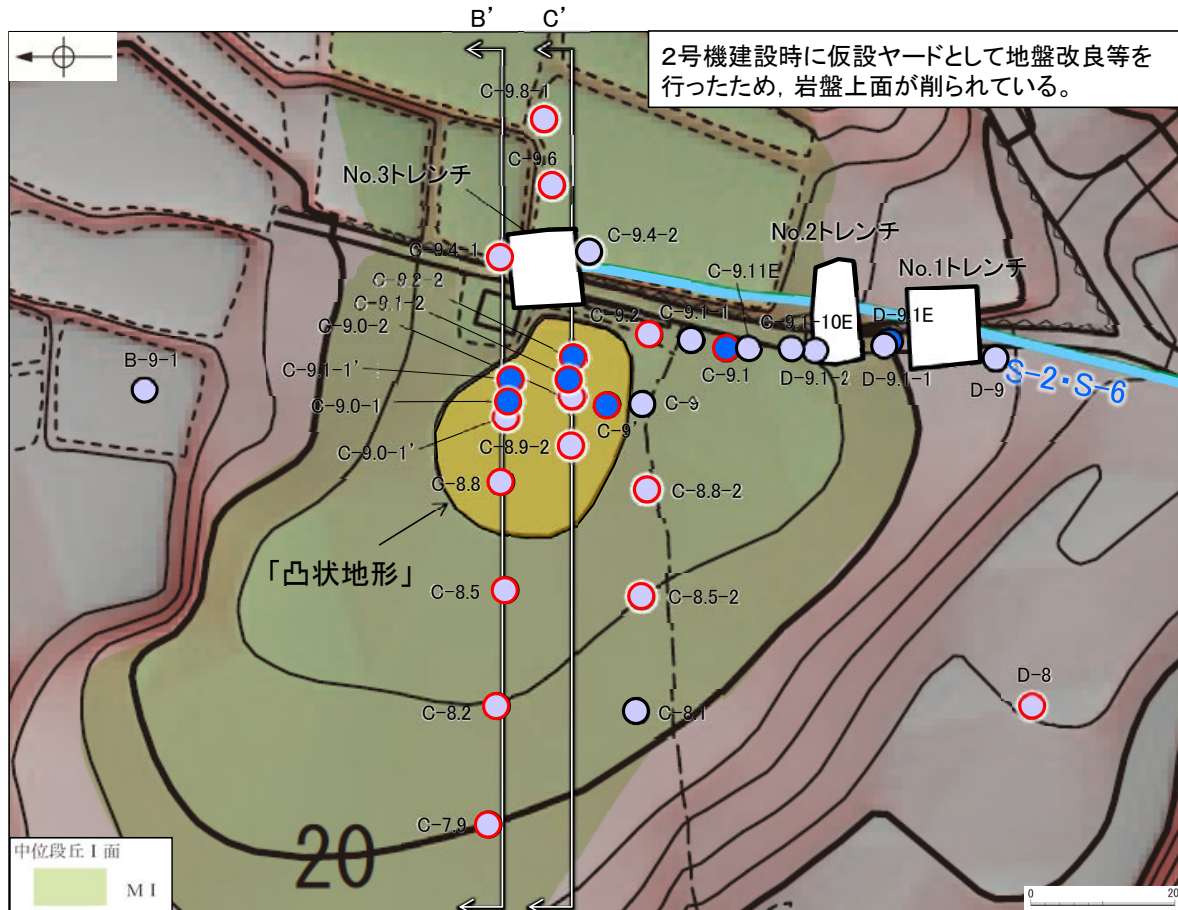 B’ C’
2号機建設時に仮設ヤードとして地盤改良等を
行ったため，岩盤上面が削られている。
C-9.8-1
C-9.6
No.3トレンチ
C-9.4-1
C-9.4-2
No.2トレンチ
No.1トレンチ
C-9.2-2
C-9.1-2
C-9.0-2
C-9.2
C-9.1-1
C-9.11E
C-9.1-10E
D-9.1E
B-9-1
C-9.1-1’
C-9.0-1
C-9.0-1’
C-8.9-2
C-9’
C-9
C-9.1
D-9.1-2
D-9.1-1
D-9
S-2・S-6
C-8.8
C-8.8-2
「凸状地形」
C-8.5
C-8.5-2
C-8.2
C-8.1
D-8
C-7.9
20
中位段丘Ⅰ面
MⅠ
0 20